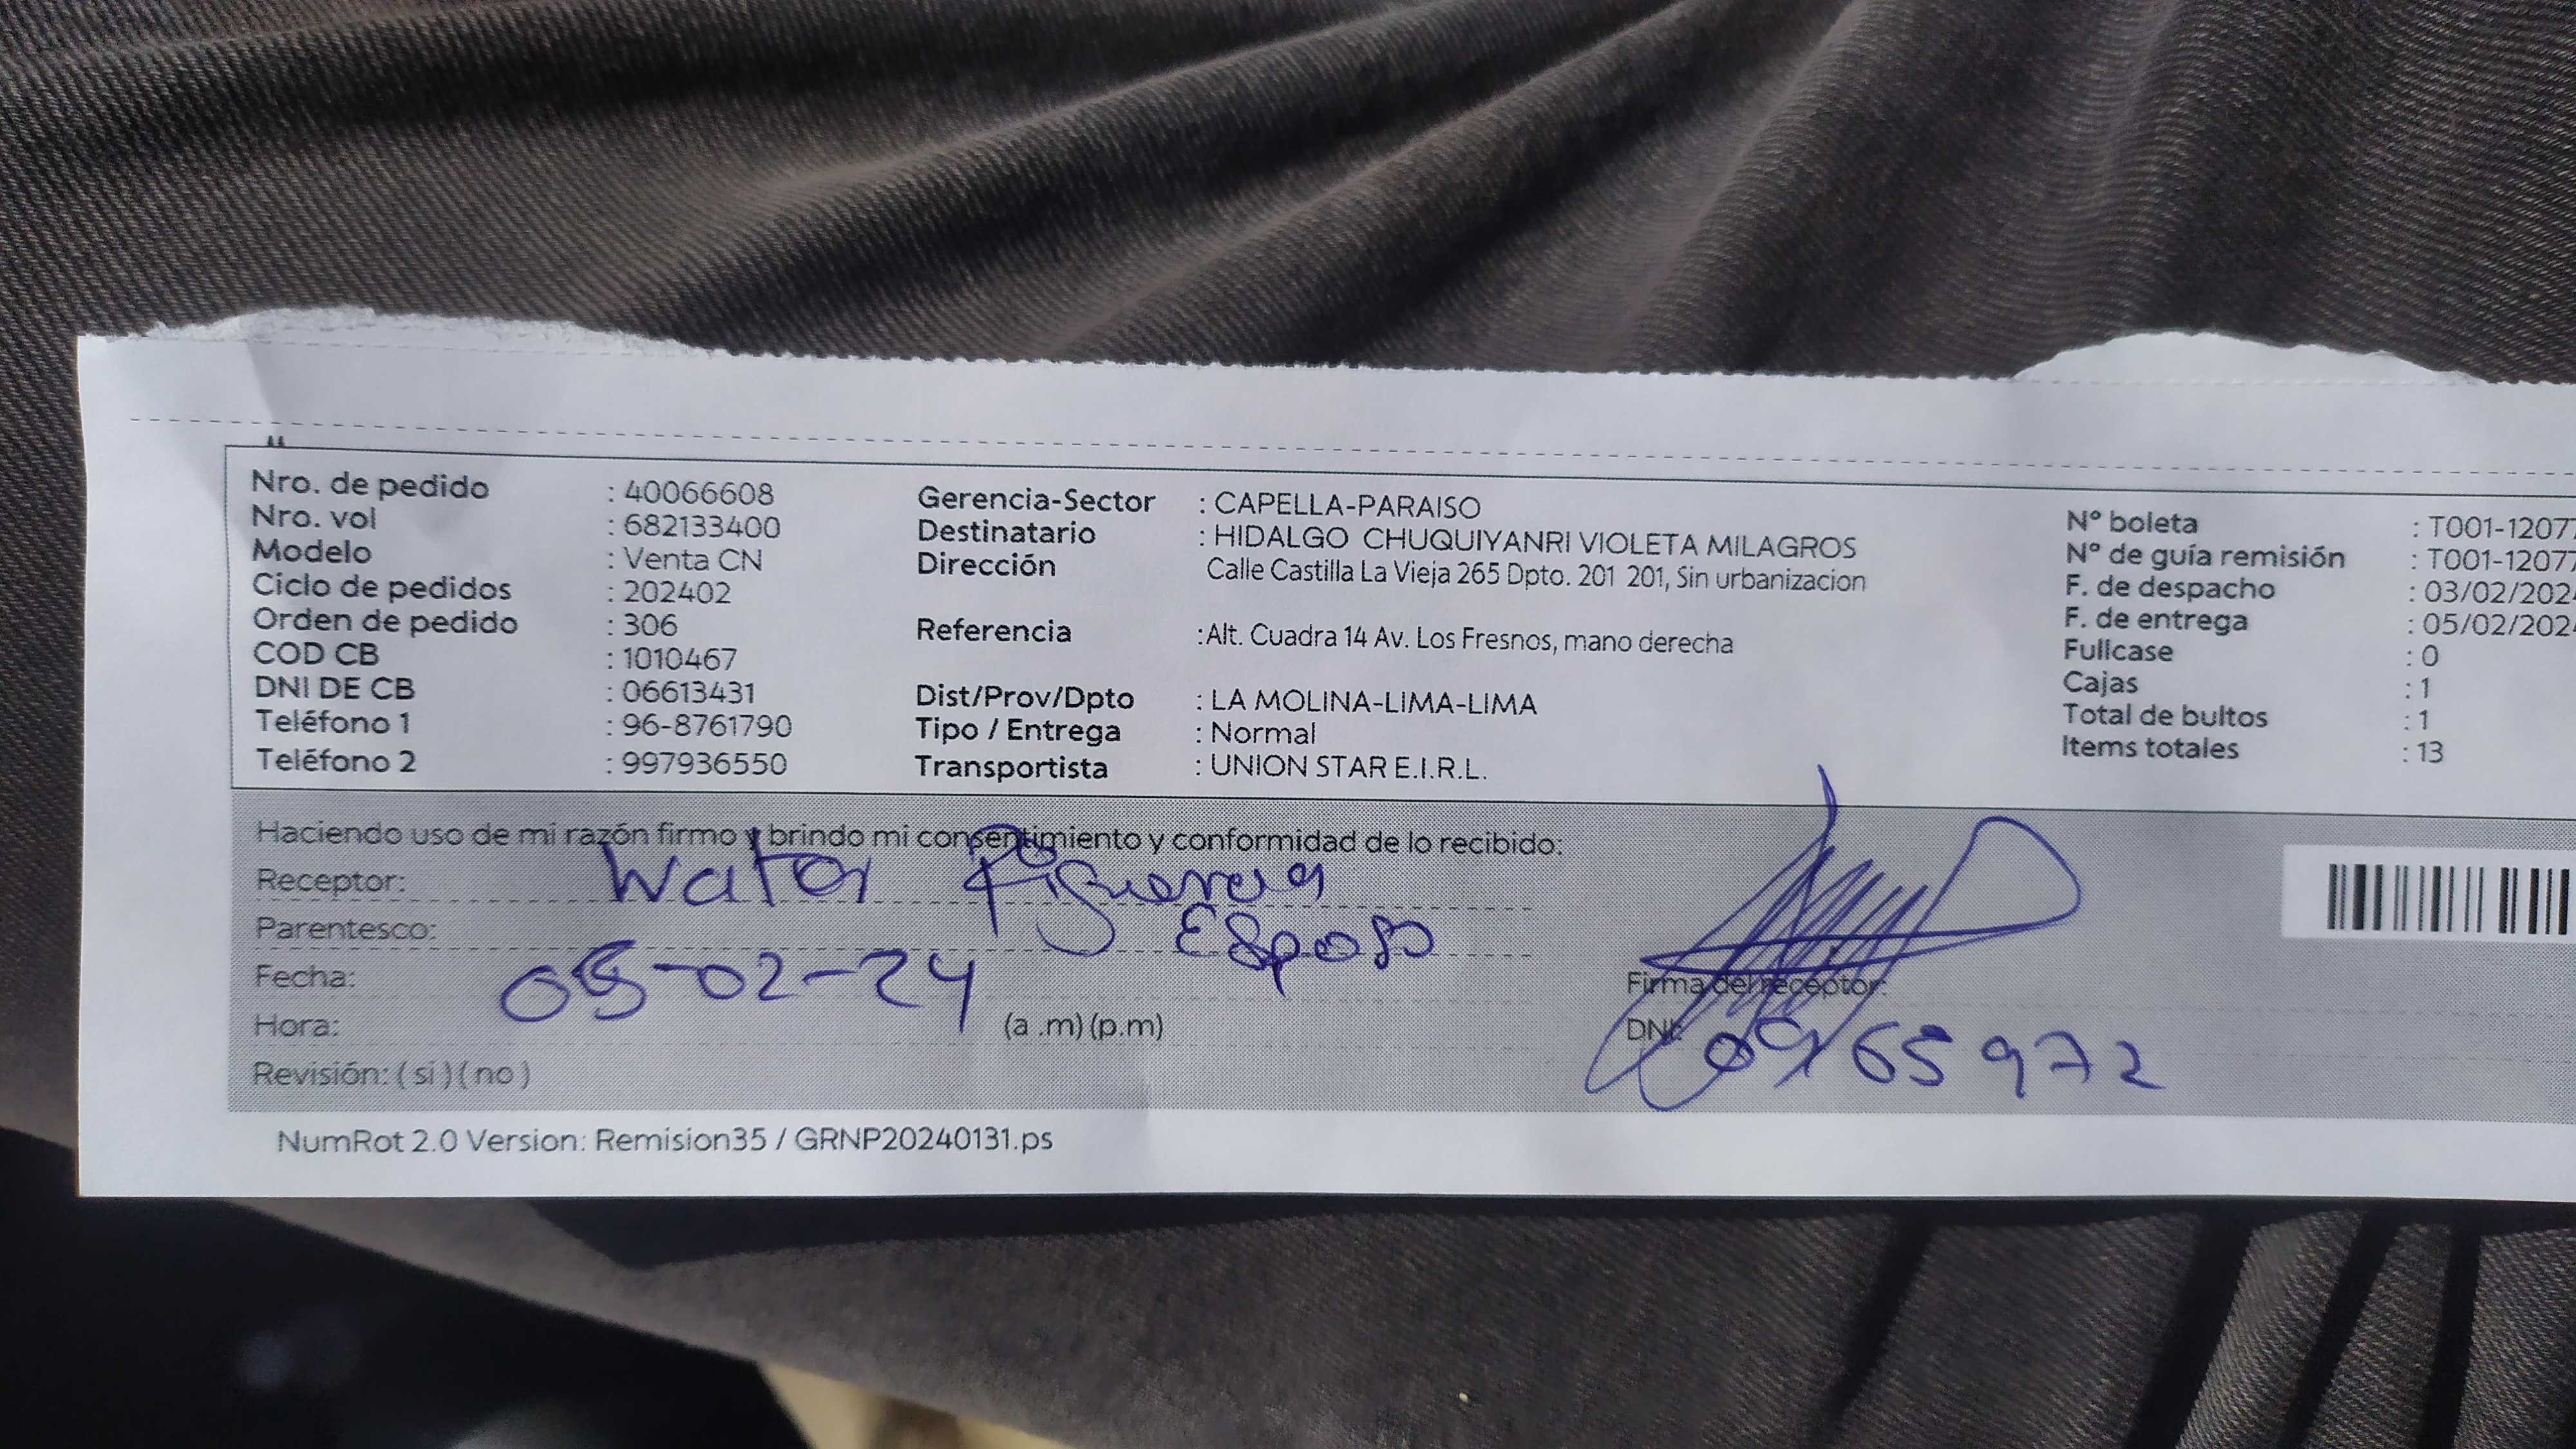 Nro. de pedido : 40066608
Nro. vol : 682133400
Modelo : Venta CN
Ciclo de pedidos : 202402
Orden de pedido : 306
COD CB : 1010467
DNI DE CB : 06613431
Teléfono 1 : 96-8761790
Teléfono 2 : 997936550
Gerencia-Sector : CAPELLA-PARAISO
Destinatario : HIDALGO CHUQUIYANRI VIOLETA MILAGROS
Dirección Calle Castilla La Vieja 265 Dpto. 201 201, Sin urbanizacion
Referencia :Alt. Cuadra 14 Av. Los Fresnos, mano derecha
Dist/Prov/Dpto : LA MOLINA-LIMA-LIMA
Tipo / Entrega : Normal
Transportista : UNION STAR E.I.R.L.
Nº boleta : T001-12077
Nº de guía remisión : T001-12077
F. de despacho : 03/02/202
F. de entrega : 05/02/202
Fullcase : 0
Cajas : 1
Total de bultos : 1
Items totales : 13
Haciendo uso de mi razón firmo y brindo mi consentimiento y conformidad de lo recibido:
Receptor: Figueroa
Parentesco: Esposo
Fecha: 05-02-24
Hora: (a .m) (p.m)
Revisión: ( si ) ( no )
Firma del receptor:
DNI:
NumRot 2.0 Version: Remision35 / GRNP20240131.ps